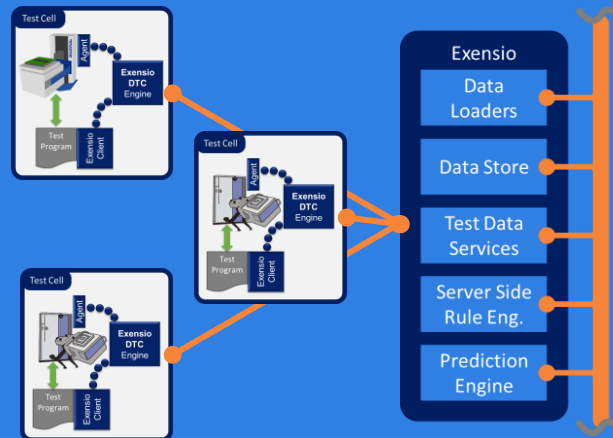 Test Cell
Agent
Exensio
DTC
Engine
Test
Program
Exensio
Client
Test Cell
Agent
Exensio
DTC
Engine
Test
Program
Exensio
Client
Test Cell
Agent
Exensio
DTC
Engine
Test
Program
Exensio
Client
Exensio
Data
Loaders
Data Store
Test Data
Services
Server Side
Rule Eng.
Prediction
Engine